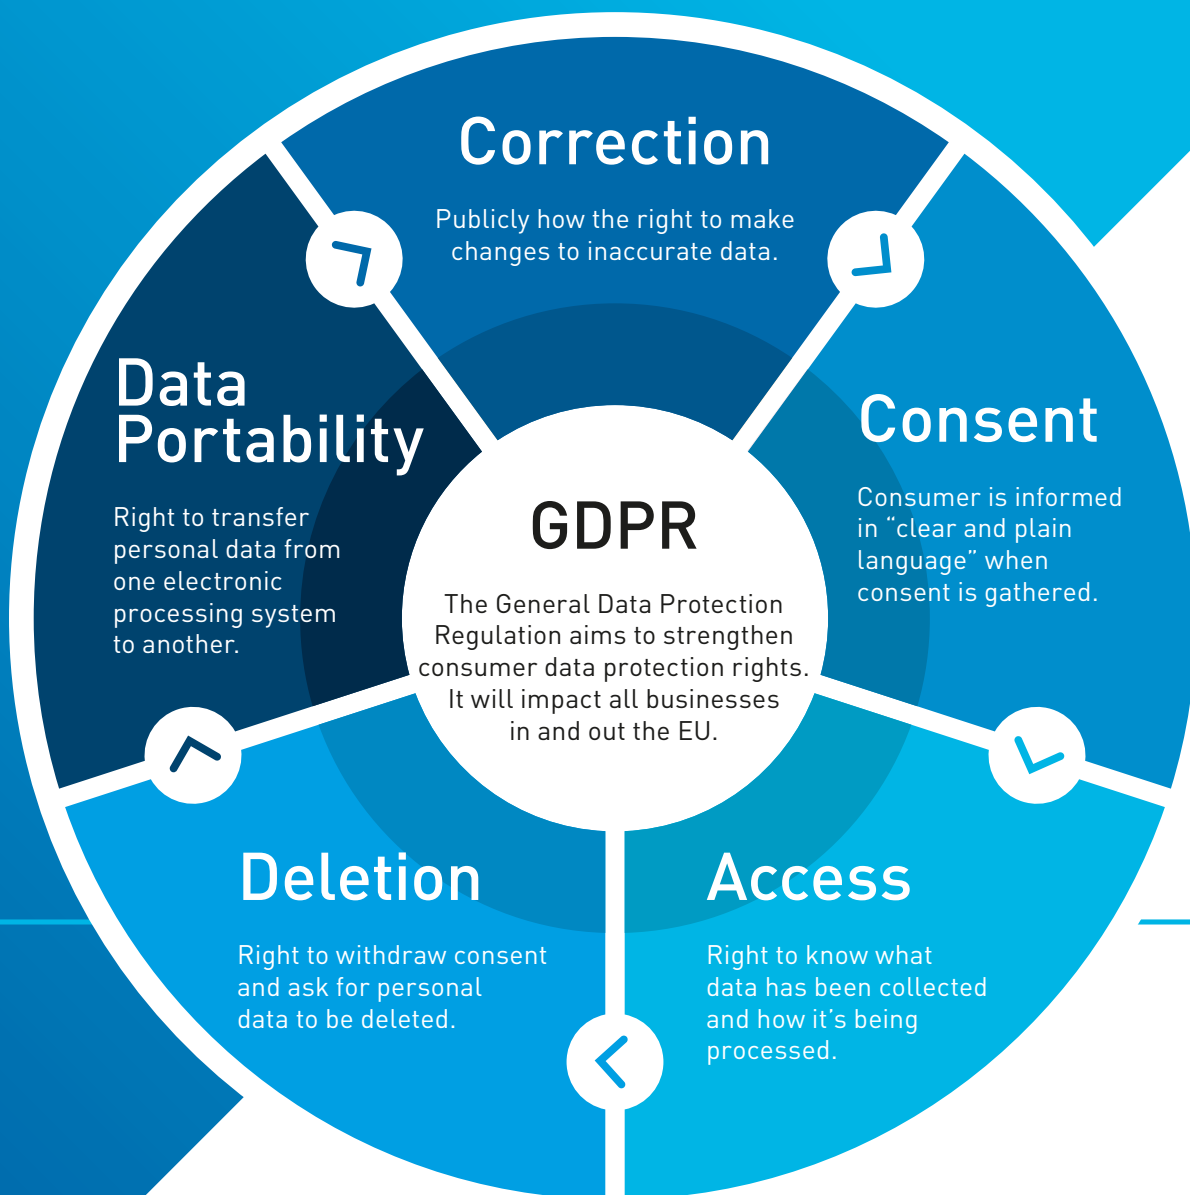 Correction
Publicly how the right to make
changes to inaccurate data.
Consent
Consumer is informed
in “clear and plain
language” when
consent is gathered.
Access
Right to know what
data has been collected
and how it’s being
processed.
Deletion
Right to withdraw consent
and ask for personal
data to be deleted.
Data
Portability
Right to transfer
personal data from
one electronic
processing system
to another.
GDPR
The General Data Protection
Regulation aims to strengthen
consumer data protection rights.
It will impact all businesses
in and out the EU.